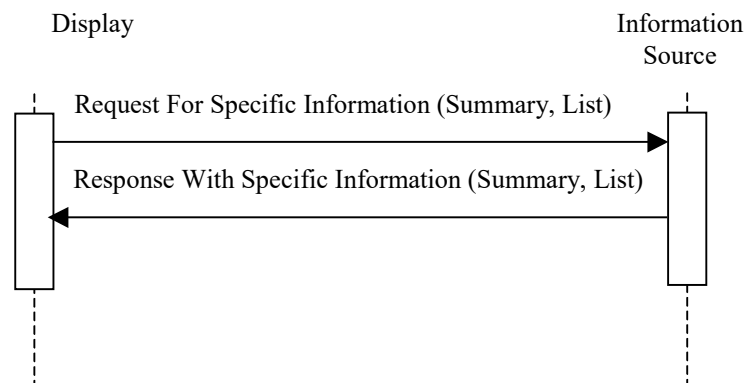 Display
Information
Source
Request For Specific Information (Summary, List)
Response With Specific Information (Summary, List)